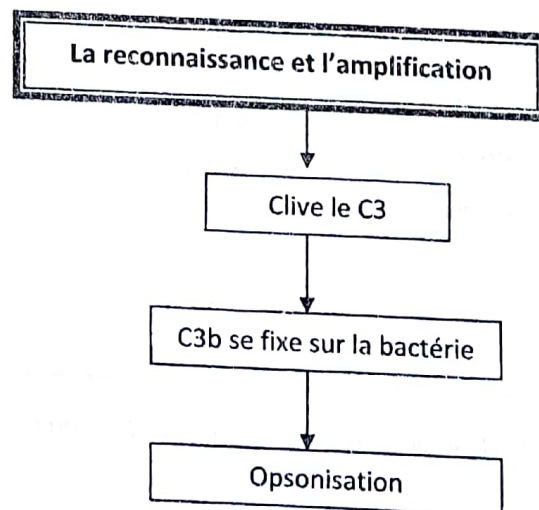 La reconnaissance et l'amplification
Clive le C3
C3b se fixe sur la bactérie
Opsonisation